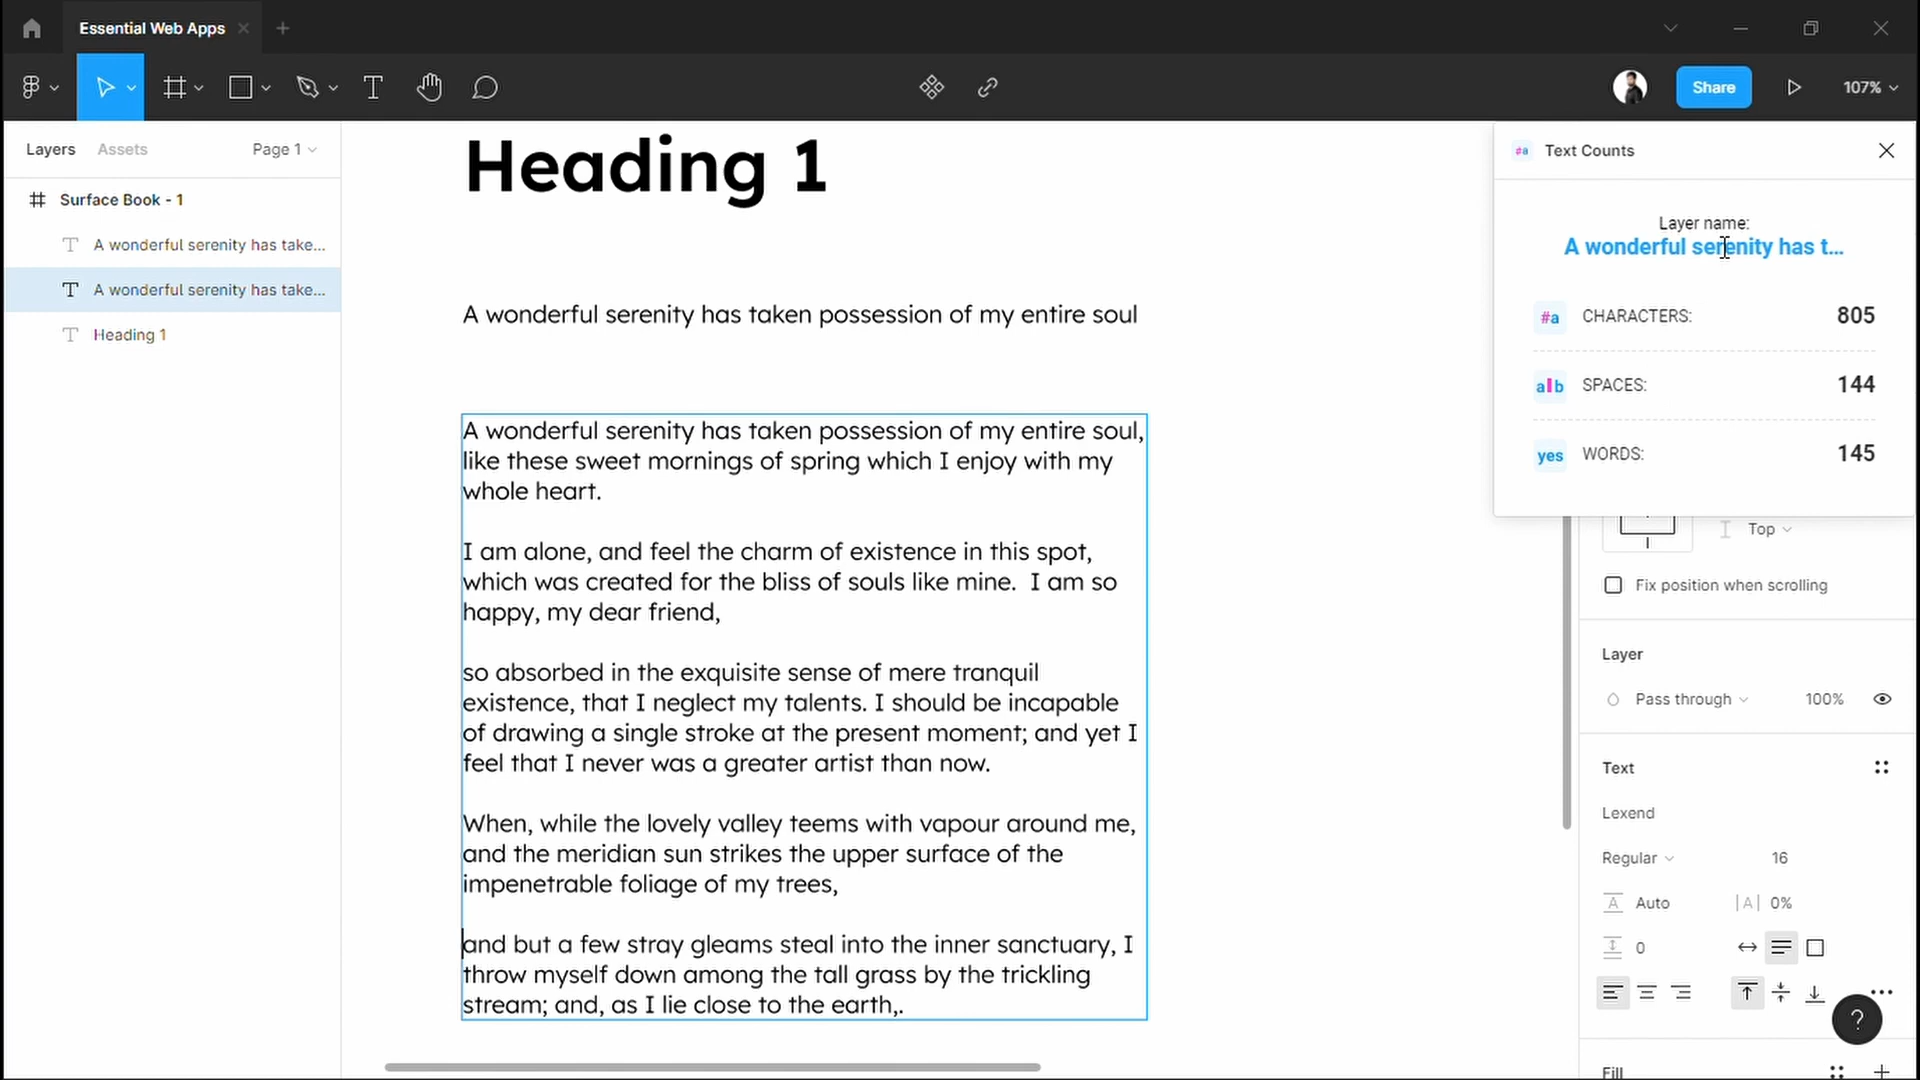 Essential Web Apps
Share
107%
Layers
Assets
Page 1
Surface Book - 1
A wonderful serenity has take...
A wonderful serenity has take...
Heading 1
Heading 1
A wonderful serenity has taken possession of my entire soul
A wonderful serenity has taken possession of my entire soul,
like these sweet mornings of spring which I enjoy with my
whole heart.
I am alone, and feel the charm of existence in this spot,
which was created for the bliss of souls like mine.  I am so
happy, my dear friend,
so absorbed in the exquisite sense of mere tranquil
existence, that I neglect my talents. I should be incapable
of drawing a single stroke at the present moment; and yet I
feel that I never was a greater artist than now.
When, while the lovely valley teems with vapour around me,
and the meridian sun strikes the upper surface of the
impenetrable foliage of my trees,
and but a few stray gleams steal into the inner sanctuary, I
throw myself down among the tall grass by the trickling
stream; and, as I lie close to the earth,.
#a Text Counts
Layer name:
A wonderful serenity has t...
#a CHARACTERS: 805
a|b SPACES: 144
yes WORDS: 145
Top
Fix position when scrolling
Layer
Pass through 100%
Text
Lexend
Regular 16
A Auto |A| 0%
0
?
Fill